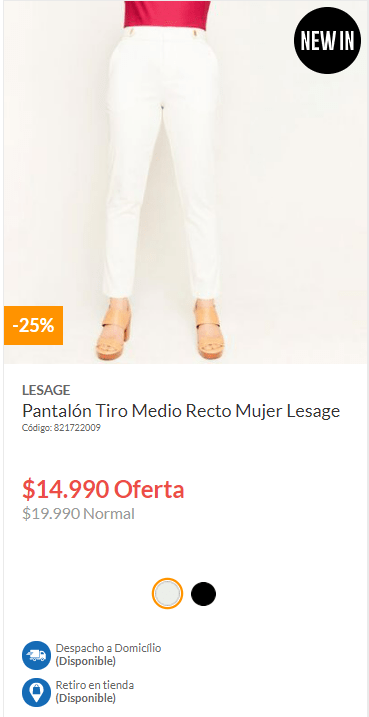 NEW IN
-25%
LESAGE
Pantalón Tiro Medio Recto Mujer Lesage
Código: 821722009
$14.990 Oferta
$19.990 Normal
Despacho a Domicilio
(Disponible)
Retiro en tienda
(Disponible)